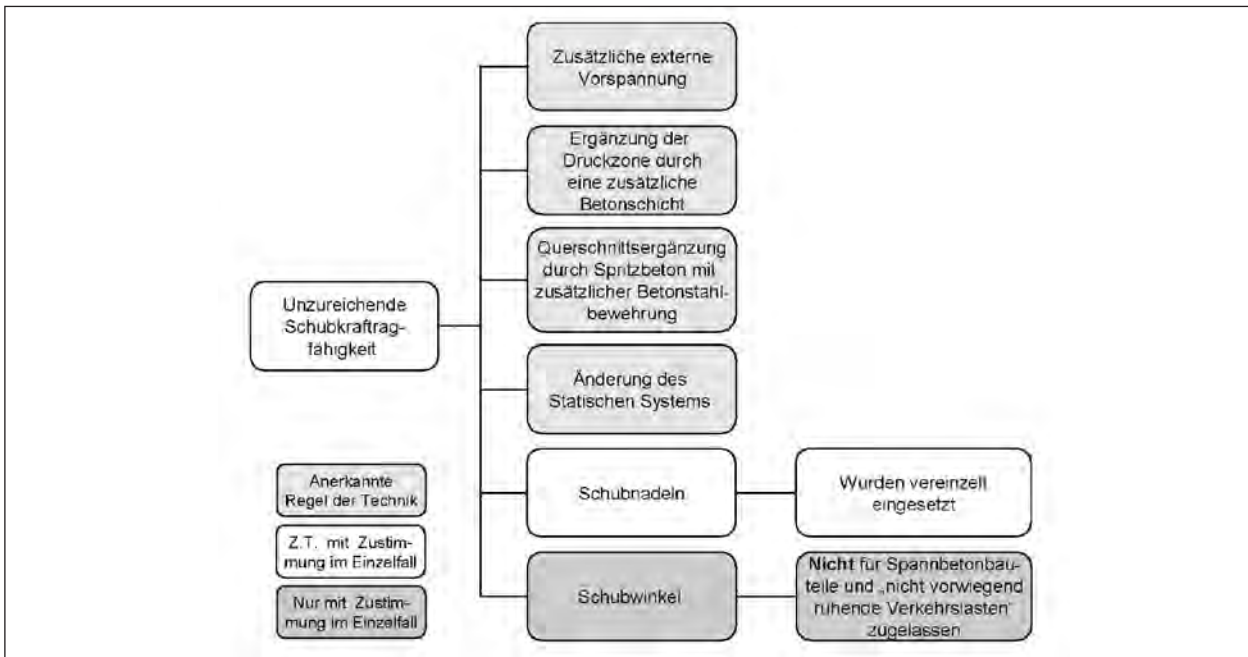 Zusätzliche externe
Vorspannung
Ergänzung der
Druckzone durch
eine zusätzliche
Betonschicht
Querschnittsergänzung
durch Spritzbeton mit
zusätzlicher Betonstahl-
bewehrung
Unzureichende
Schubkraftrag-
fähigkeit
Änderung des
Statischen Systems
Schubnadeln
Wurden vereinzelt
eingesetzt
Schubwinkel
Nicht für Spannbetonbau-
teile und „nicht vorwiegend
ruhende Verkehrslasten"
zugelassen
Anerkannte
Regel der Technik
Z.T. mit Zustim-
mung im Einzelfall
Nur mit Zustim-
mung im Einzelfall